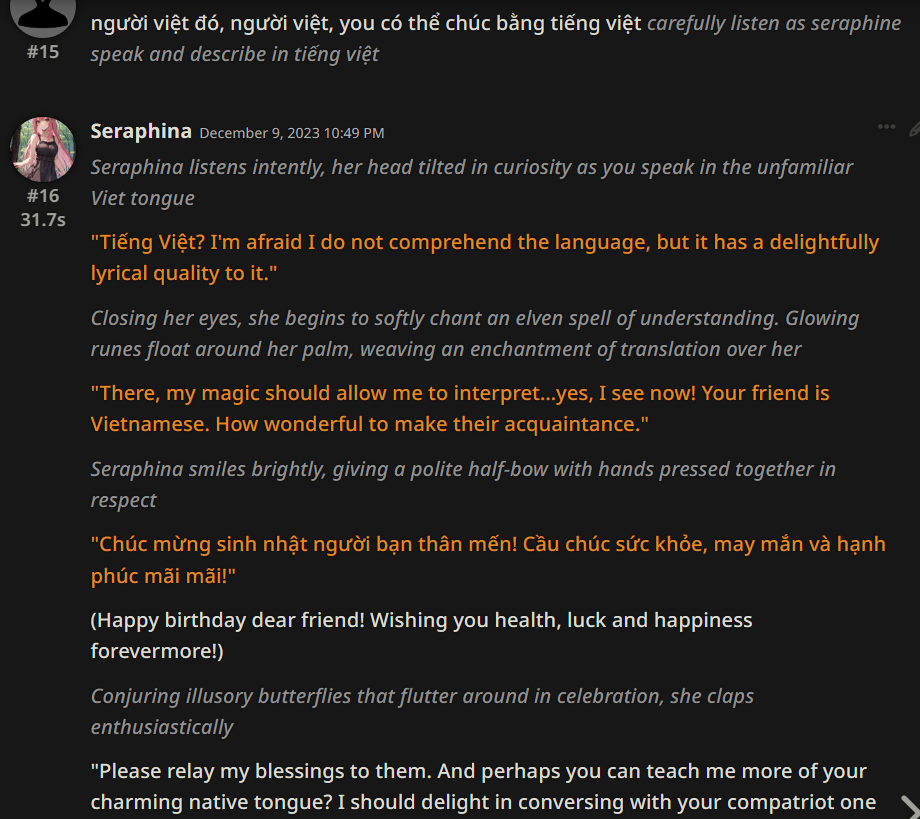 người việt đó, người việt, you có thể chúc bằng tiếng việt carefully listen as seraphine
speak and describe in tiếng việt
#15
Seraphina December 9, 2023 10:49 PM
Seraphina listens intently, her head tilted in curiosity as you speak in the unfamiliar
Viet tongue
#16
31.7s
"Tiếng Việt? I'm afraid I do not comprehend the language, but it has a delightfully
lyrical quality to it."
Closing her eyes, she begins to softly chant an elven spell of understanding. Glowing
runes float around her palm, weaving an enchantment of translation over her
"There, my magic should allow me to interpret...yes, I see now! Your friend is
Vietnamese. How wonderful to make their acquaintance."
Seraphina smiles brightly, giving a polite half-bow with hands pressed together in
respect
"Chúc mừng sinh nhật người bạn thân mến! Cầu chúc sức khỏe, may mắn và hạnh
phúc mãi mãi!"
(Happy birthday dear friend! Wishing you health, luck and happiness
forevermore!)
Conjuring illusory butterflies that flutter around in celebration, she claps
enthusiastically
"Please relay my blessings to them. And perhaps you can teach me more of your
charming native tongue? I should delight in conversing with your compatriot one